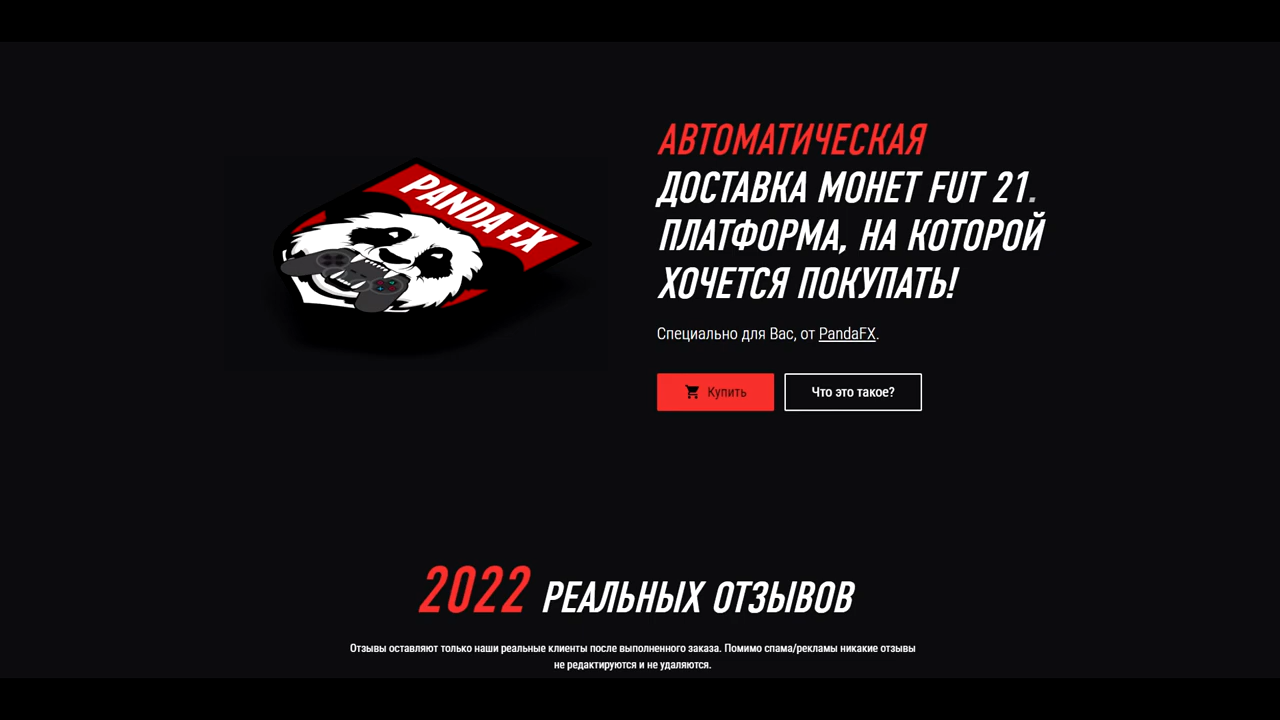 PANDA FX
АВТОМАТИЧЕСКАЯ
ДОСТАВКА МОНЕТ FUT 21.
ПЛАТФОРМА, НА КОТОРОЙ
ХОЧЕТСЯ ПОКУПАТЬ!
Специально для Вас, от PandaFX.
Купить
Что это такое?
2022 РЕАЛЬНЫХ ОТЗЫВОВ
Отзывы оставляют только наши реальные клиенты после выполненного заказа. Помимо спама/рекламы никакие отзывы
не редактируются и не удаляются.